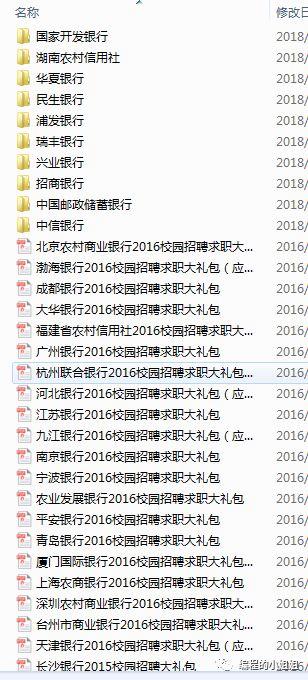 名称 修改日
国家开发银行 2018/
湖南农村信用社 2018/
华夏银行 2018/
民生银行 2018/
浦发银行 2018/
瑞丰银行 2018/
兴业银行 2018/
招商银行 2018/
中国邮政储蓄银行 2018/
中信银行 2018/
北京农村商业银行2016校园招聘求职大... 2016/
渤海银行2016校园招聘求职大礼包（应... 2016/
成都银行2016校园招聘求职大礼包 2016/
大华银行2016校园招聘求职大礼包 2016/
福建省农村信用社2016校园招聘求职大... 2016/
广州银行2016校园招聘求职大礼包 2016/
杭州联合银行2016校园招聘求职大礼包... 2016/
河北银行2016校园招聘求职大礼包（应... 2016/
江苏银行2016校园招聘求职大礼包 2016/
九江银行2016校园招聘求职大礼包（应... 2016/
南京银行2016校园招聘求职大礼包 2016/
宁波银行2016校园招聘求职大礼包 2016/
农业发展银行2016校园招聘求职大礼包 2016/
平安银行2016校园招聘求职大礼包 2016/
青岛银行2016校园招聘求职大礼包 2016/
厦门国际银行2016校园招聘求职大礼包 2016/
上海农商银行2016校园招聘求职大礼包 2016/
深圳农村商业银行2016校园招聘求职大... 2016/
台州市商业银行2016校园招聘求职大礼... 2016/
天津银行2016校园招聘求职大礼包（应...
长沙银行2015校园招聘大礼包
编程的小姐姐